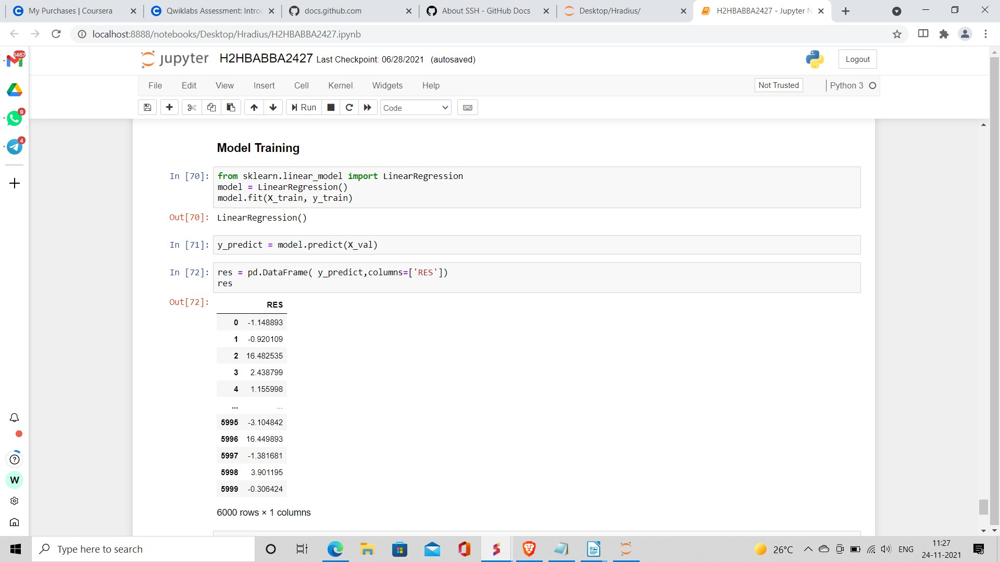 My Purchases | Coursera
Qwiklabs Assessment: Introd
docs.github.com
About SSH - GitHub Docs
Desktop/Hradius/
H2HBABBA2427 - Jupyter N
localhost:8888/notebooks/Desktop/Hradius/H2HBABBA2427.ipynb
1467
jupyter H2HBABBA2427 Last Checkpoint: 06/28/2021 (autosaved)
Logout
File Edit View Insert Cell Kernel Widgets Help
Not Trusted
Python 3
Run
Code
9
4
Model Training
In [70]: from sklearn.linear_model import LinearRegression
model = LinearRegression()
model.fit(X_train, y_train)
Out[70]: LinearRegression()
In [71]: y_predict = model.predict(X_val)
In [72]: res = pd.DataFrame( y_predict,columns=['RES'])
res
Out[72]:
RES
0 -1.148893
1 -0.920109
2 16.482535
3 2.438799
4 1.155998
... ...
5995 -3.104842
5996 16.449893
5997 -1.381681
5998 3.901195
5999 -0.306424
6000 rows × 1 columns
W
Type here to search
26°C
ENG
11:27
24-11-2021